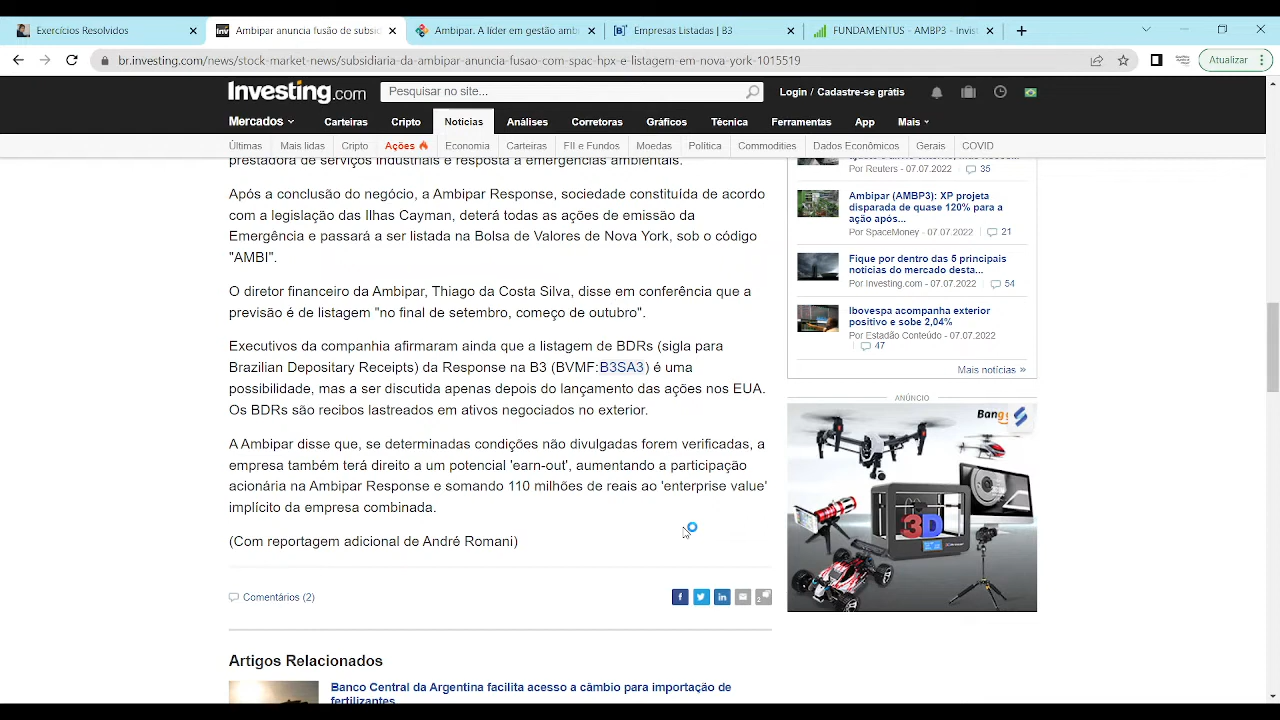 Exercícios Resolvidos
Ambipar anuncia fusão de subsid
Ambipar. A líder em gestão amb
Empresas Listadas | B3
FUNDAMENTUS - AMBP3 - Invist
br.investing.com/news/stock-market-news/subsidiaria-da-ambipar-anuncia-fusao-com-spac-hpx-e-listagem-em-nova-york-1015519
Atualizar
Investing.com
Pesquisar no site...
Login / Cadastre-se grátis
Mercados
Carteiras
Cripto
Notícias
Análises
Corretoras
Gráficos
Técnica
Ferramentas
App
Mais
Últimas
Mais lidas
Cripto
Ações
Economia
Carteiras
FII e Fundos
Moedas
Política
Commodities
Dados Econômicos
Gerais
COVID
prestadora de serviços industriais e resposta a emergências ambientais.
Após a conclusão do negócio, a Ambipar Response, sociedade constituída de acordo
com a legislação das Ilhas Cayman, deterá todas as ações de emissão da
Emergência e passará a ser listada na Bolsa de Valores de Nova York, sob o código
"AMBI".
O diretor financeiro da Ambipar, Thiago da Costa Silva, disse em conferência que a
previsão é de listagem "no final de setembro, começo de outubro".
Executivos da companhia afirmaram ainda que a listagem de BDRs (sigla para
Brazilian Depositary Receipts) da Response na B3 (BVMF:B3SA3) é uma
possibilidade, mas a ser discutida apenas depois do lançamento das ações nos EUA.
Os BDRs são recibos lastreados em ativos negociados no exterior.
A Ambipar disse que, se determinadas condições não divulgadas forem verificadas, a
empresa também terá direito a um potencial 'earn-out', aumentando a participação
acionária na Ambipar Response e somando 110 milhões de reais ao 'enterprise value'
implícito da empresa combinada.
(Com reportagem adicional de André Romani)
Comentários (2)
2
Artigos Relacionados
Banco Central da Argentina facilita acesso a câmbio para importação de
fertilizantes
Por Reuters - 07.07.2022
35
Ambipar (AMBP3): XP projeta
disparada de quase 120% para a
ação após...
Por SpaceMoney - 07.07.2022
21
Fique por dentro das 5 principais
notícias do mercado desta...
Por Investing.com - 07.07.2022
54
Ibovespa acompanha exterior
positivo e sobe 2,04%
Por Estadão Conteúdo - 07.07.2022
47
Mais notícias »
ANÚNCIO
Bang
3D